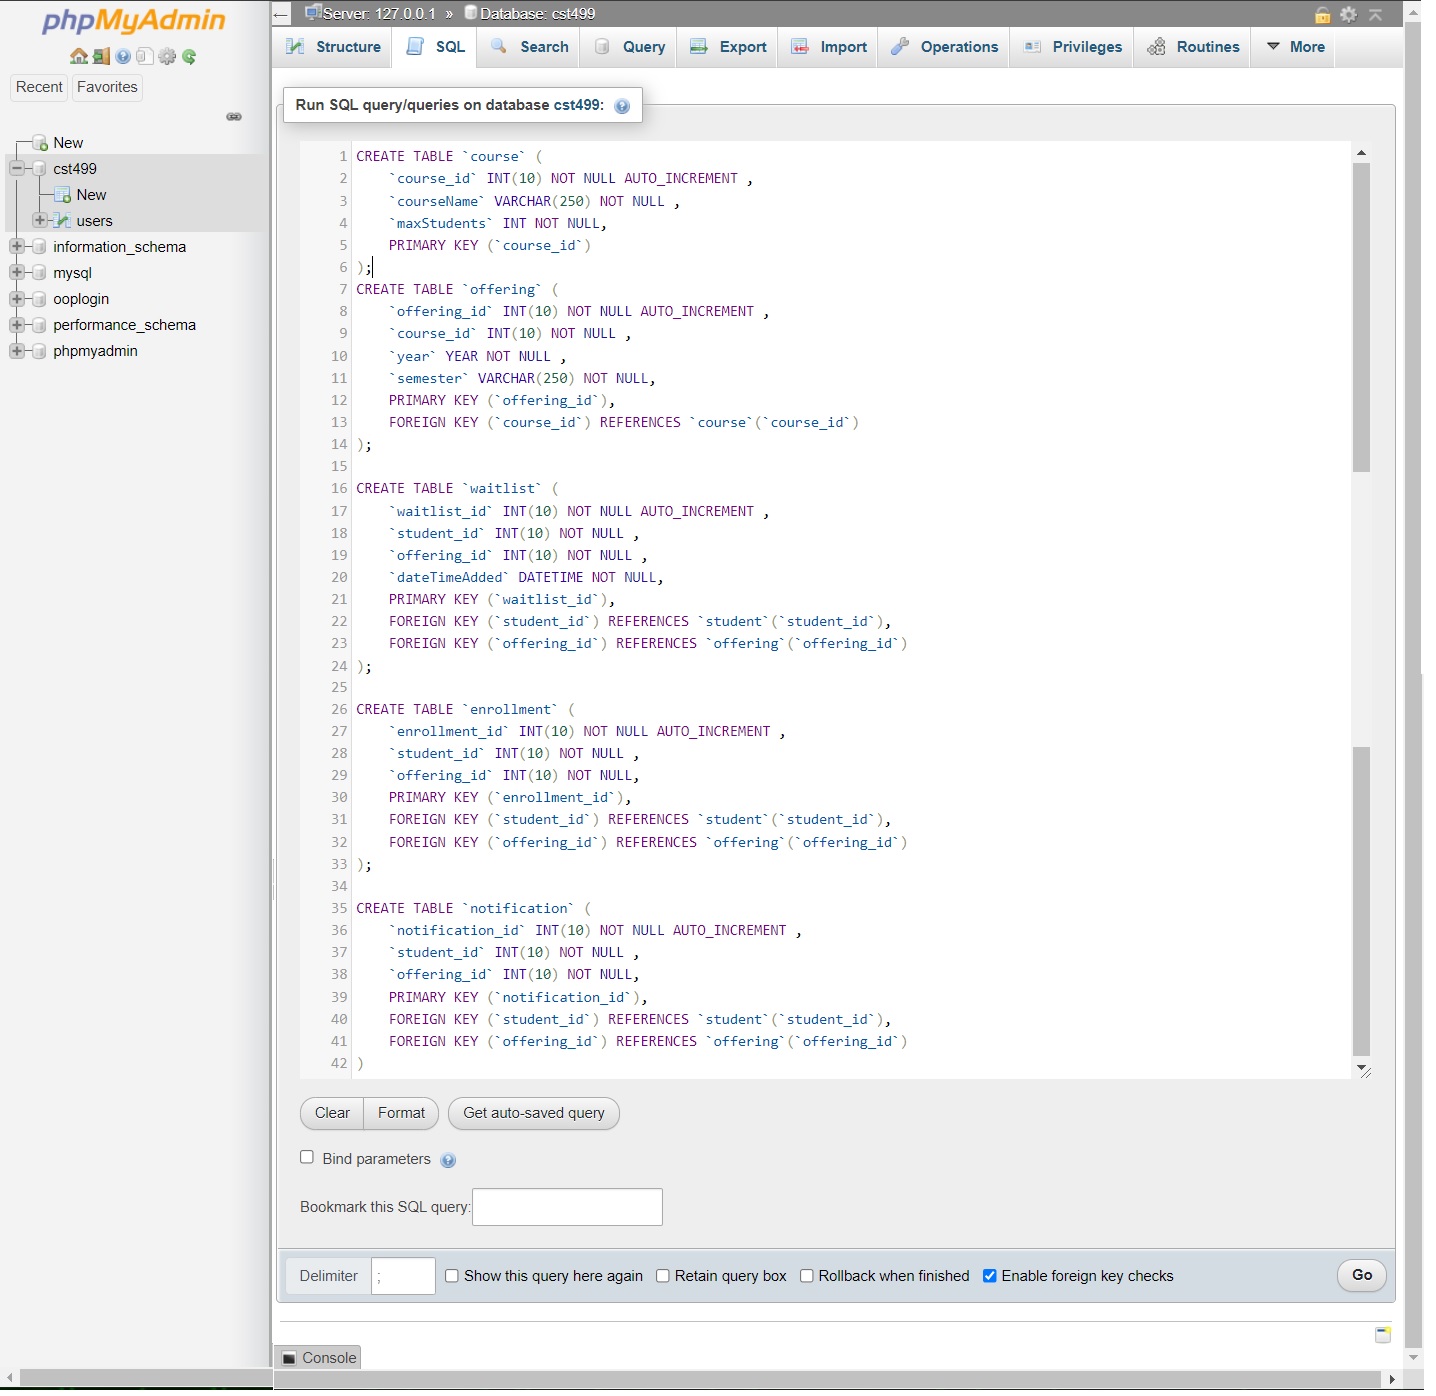 phpMyAdmin
Recent Favorites
New
cst499
New
users
information_schema
mysql
ooplogin
performance_schema
phpmyadmin
Server: 127.0.0.1 » Database: cst499
Structure SQL Search Query Export Import Operations Privileges Routines More
Run SQL query/queries on database cst499:
1 CREATE TABLE `course` (
2 `course_id` INT(10) NOT NULL AUTO_INCREMENT ,
3 `courseName` VARCHAR(250) NOT NULL ,
4 `maxStudents` INT NOT NULL,
5 PRIMARY KEY (`course_id`)
6 );
7 CREATE TABLE `offering` (
8 `offering_id` INT(10) NOT NULL AUTO_INCREMENT ,
9 `course_id` INT(10) NOT NULL ,
10 `year` YEAR NOT NULL ,
11 `semester` VARCHAR(250) NOT NULL,
12 PRIMARY KEY (`offering_id`),
13 FOREIGN KEY (`course_id`) REFERENCES `course`(`course_id`)
14 );
15
16 CREATE TABLE `waitlist` (
17 `waitlist_id` INT(10) NOT NULL AUTO_INCREMENT ,
18 `student_id` INT(10) NOT NULL ,
19 `offering_id` INT(10) NOT NULL ,
20 `dateTimeAdded` DATETIME NOT NULL,
21 PRIMARY KEY (`waitlist_id`),
22 FOREIGN KEY (`student_id`) REFERENCES `student`(`student_id`),
23 FOREIGN KEY (`offering_id`) REFERENCES `offering`(`offering_id`)
24 );
25
26 CREATE TABLE `enrollment` (
27 `enrollment_id` INT(10) NOT NULL AUTO_INCREMENT ,
28 `student_id` INT(10) NOT NULL ,
29 `offering_id` INT(10) NOT NULL,
30 PRIMARY KEY (`enrollment_id`),
31 FOREIGN KEY (`student_id`) REFERENCES `student`(`student_id`),
32 FOREIGN KEY (`offering_id`) REFERENCES `offering`(`offering_id`)
33 );
34
35 CREATE TABLE `notification` (
36 `notification_id` INT(10) NOT NULL AUTO_INCREMENT ,
37 `student_id` INT(10) NOT NULL ,
38 `offering_id` INT(10) NOT NULL,
39 PRIMARY KEY (`notification_id`),
40 FOREIGN KEY (`student_id`) REFERENCES `student`(`student_id`),
41 FOREIGN KEY (`offering_id`) REFERENCES `offering`(`offering_id`)
42 )
Clear Format Get auto-saved query
Bind parameters
Bookmark this SQL query:
Delimiter ; Show this query here again Retain query box Rollback when finished Enable foreign key checks Go
Console